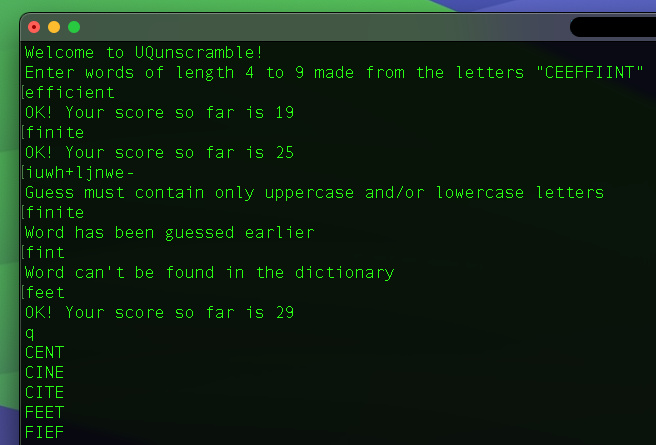 Welcome to UQunscramble!
Enter words of length 4 to 9 made from the letters "CEEFFIINT"
[efficient
OK! Your score so far is 19
[finite
OK! Your score so far is 25
[iuwh+ljnwe-
Guess must contain only uppercase and/or lowercase letters
[finite
Word has been guessed earlier
[fint
Word can't be found in the dictionary
[feet
OK! Your score so far is 29
q
CENT
CINE
CITE
FEET
FIEF